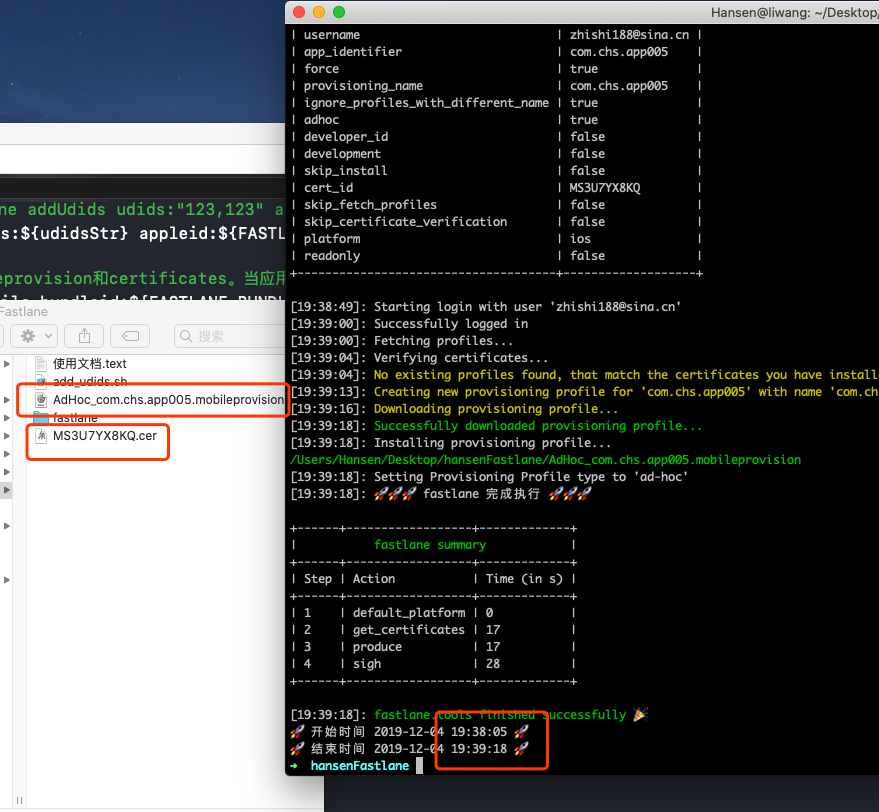 Hansen@liwang: ~/Desktop/
| username | zhishi188@sina.cn |
| app_identifier | com.chs.app005 |
| force | true |
| provisioning_name | com.chs.app005 |
| ignore_profiles_with_different_name | true |
| adhoc | true |
| developer_id | false |
| development | false |
| skip_install | false |
| cert_id | MS3U7YX8KQ |
| skip_fetch_profiles | false |
| skip_certificate_verification | false |
| platform | ios |
| readonly | false |
+-------------------------------------+-------------------+
[19:38:49]: Starting login with user 'zhishi188@sina.cn'
[19:39:00]: Successfully logged in
[19:39:00]: Fetching profiles...
[19:39:04]: Verifying certificates...
[19:39:04]: No existing profiles found, that match the certificates you have install
[19:39:13]: Creating new provisioning profile for 'com.chs.app005' with name 'com.ch
[19:39:16]: Downloading provisioning profile...
[19:39:18]: Successfully downloaded provisioning profile...
[19:39:18]: Installing provisioning profile...
/Users/Hansen/Desktop/hansenFastlane/AdHoc_com.chs.app005.mobileprovision
[19:39:18]: Setting Provisioning Profile type to 'ad-hoc'
[19:39:18]: 🚀🚀🚀 fastlane 完成执行 🚀🚀🚀
+------+------------------+-------------+
| fastlane summary |
+------+------------------+-------------+
| Step | Action | Time (in s) |
+------+------------------+-------------+
| 1 | default_platform | 0 |
| 2 | get_certificates | 17 |
| 3 | produce | 17 |
| 4 | sigh | 28 |
+------+------------------+-------------+
[19:39:18]: fastlane.tools finished successfully 🎉
🚀 开始时间 2019-12-04 19:38:05 🚀
🚀 结束时间 2019-12-04 19:39:18 🚀
➜ hansenFastlane
ne addUdids udids:"123,123" a
s:${udidsStr} appleid:${FASTL
eprovision和certificates。当应用
Fastlane
搜索
使用文档.text
add_udids.sh
AdHoc_com.chs.app005.mobileprovision
fastlane
MS3U7YX8KQ.cer